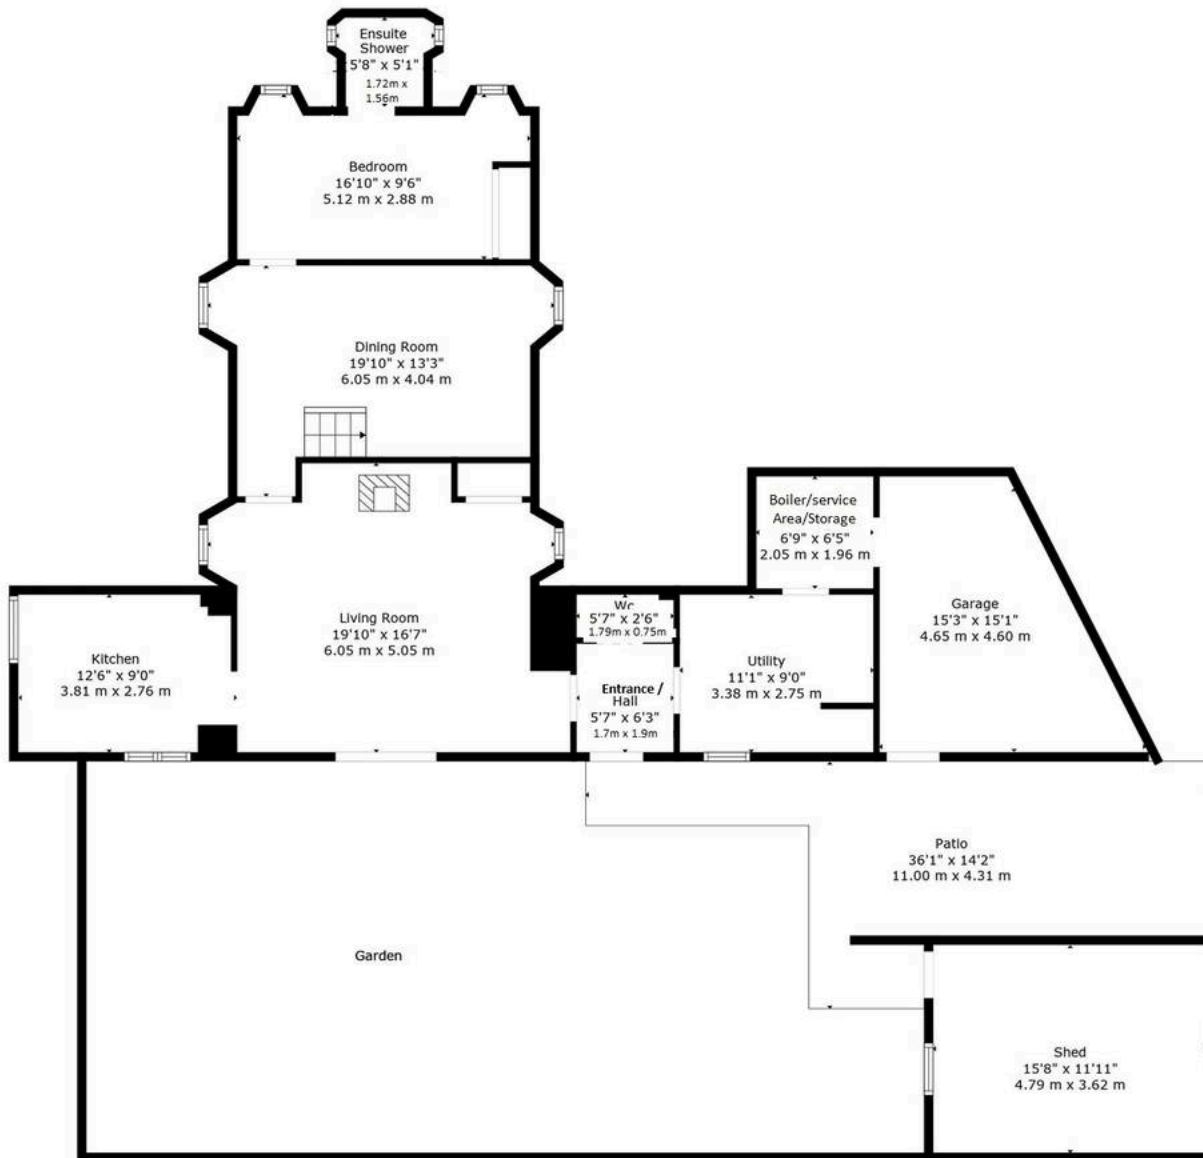 Ensuite
Shower
5'8" x 5'1"
1.72m x
1.56m
Bedroom
16'10" x 9'6"
5.12 m x 2.88 m
Dining Room
19'10" x 13'3"
6.05 m x 4.04 m
Boiler/service
Area/Storage
6'9" x 6'5"
2.05 m x 1.96 m
Garage
15'3" x 15'1"
4.65 m x 4.60 m
Living Room
19'10" x 16'7"
6.05 m x 5.05 m
Wc
5'7" x 2'6"
1.79m x 0.75m
Kitchen
12'6" x 9'0"
3.81 m x 2.76 m
Utility
11'1" x 9'0"
3.38 m x 2.75 m
Entrance /
Hall
5'7" x 6'3"
1.7m x 1.9m
Patio
36'1" x 14'2"
11.00 m x 4.31 m
Garden
Shed
15'8" x 11'11"
4.79 m x 3.62 m